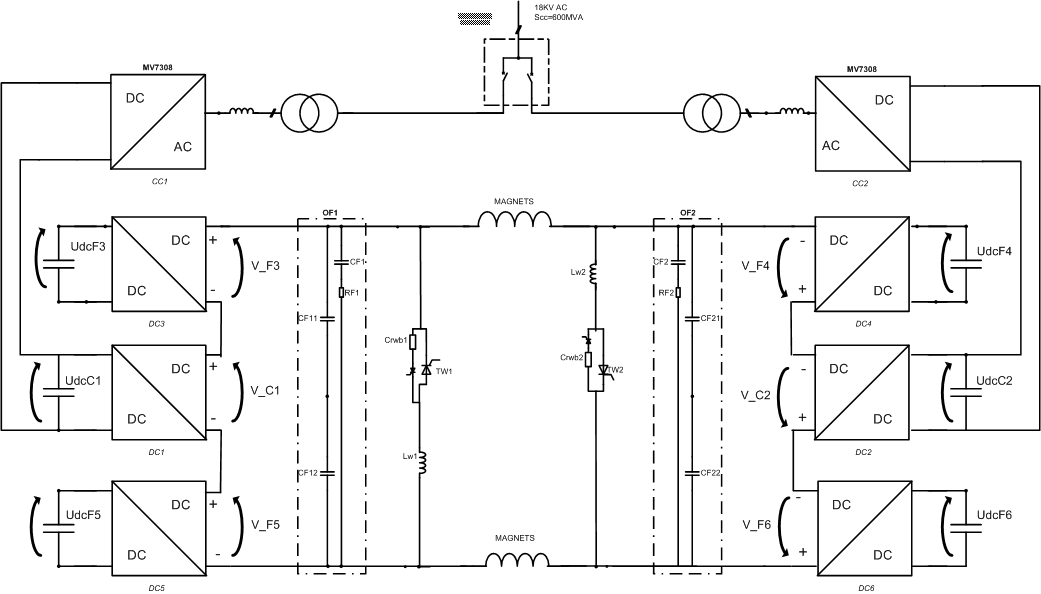 18KV AC
Scc=600MVA
MV7308
DC
AC
CC1
MV7308
DC
AC
CC2
MAGNETS
OF1
OF2
UdcF3
DC
DC
+
-
V_F3
DC3
CF1
RF1
CF11
Crwb1
TW1
Lw1
CF12
Lw2
Crwb2
TW2
CF2
RF2
CF21
CF22
V_F4
-
+
DC
DC
UdcF4
DC4
UdcC1
DC
DC
+
-
V_C1
DC1
V_C2
-
+
DC
DC
UdcC2
DC2
UdcF5
DC
DC
+
-
V_F5
DC5
MAGNETS
V_F6
-
+
DC
DC
UdcF6
DC6